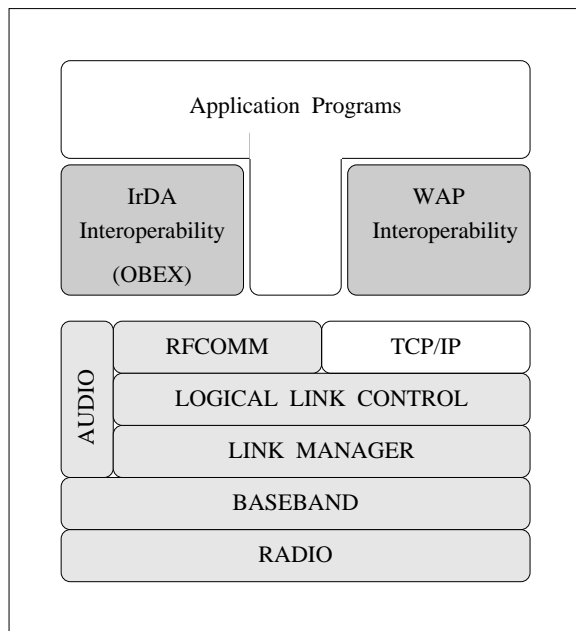 Application Programs
IrDA
Interoperability
(OBEX)
WAP
Interoperability
AUDIO
RFCOMM
TCP/IP
LOGICAL LINK CONTROL
LINK MANAGER
BASEBAND
RADIO